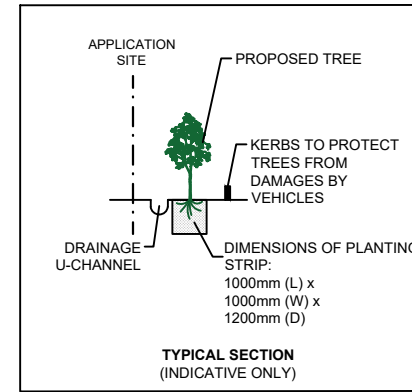 APPLICATION
SITE
PROPOSED TREE
KERBS TO PROTECT
TREES FROM
DAMAGES BY
VEHICLES
DRAINAGE
U-CHANNEL
DIMENSIONS OF PLANTING
STRIP:
1000mm (L) x
1000mm (W) x
1200mm (D)
TYPICAL SECTION
(INDICATIVE ONLY)